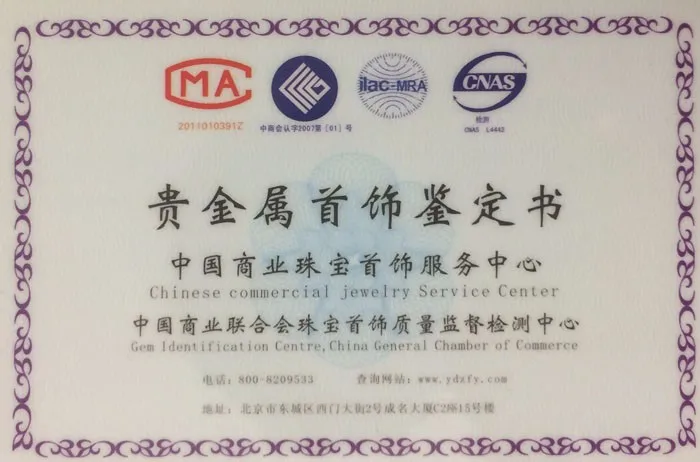 CMA
ilac-MRA
CNAS
2011010391Z
中商会认字2007第［01］号
检测
CNAS L4442
贵金属首饰鉴定书
中国商业珠宝首饰服务中心
Chinese commercial jewelry Service Center
中国商业联合会珠宝首饰质量监督检测中心
Gem Identification Centre,China General Chamber of Commerce
电话：800-8209533 查询网站：www.ydzfy.com
地址：北京市东城区西门大街2号成名大厦C2座15号楼